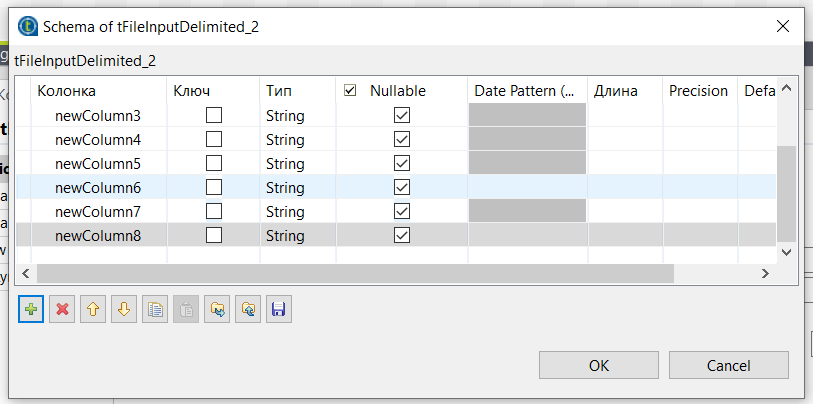 Schema of tFileInputDelimited_2
tFileInputDelimited_2
Колонка Ключ Тип Nullable Date Pattern (... Длина Precision Defa
newColumn3 String
newColumn4 String
newColumn5 String
newColumn6 String
newColumn7 String
newColumn8 String
OK Cancel